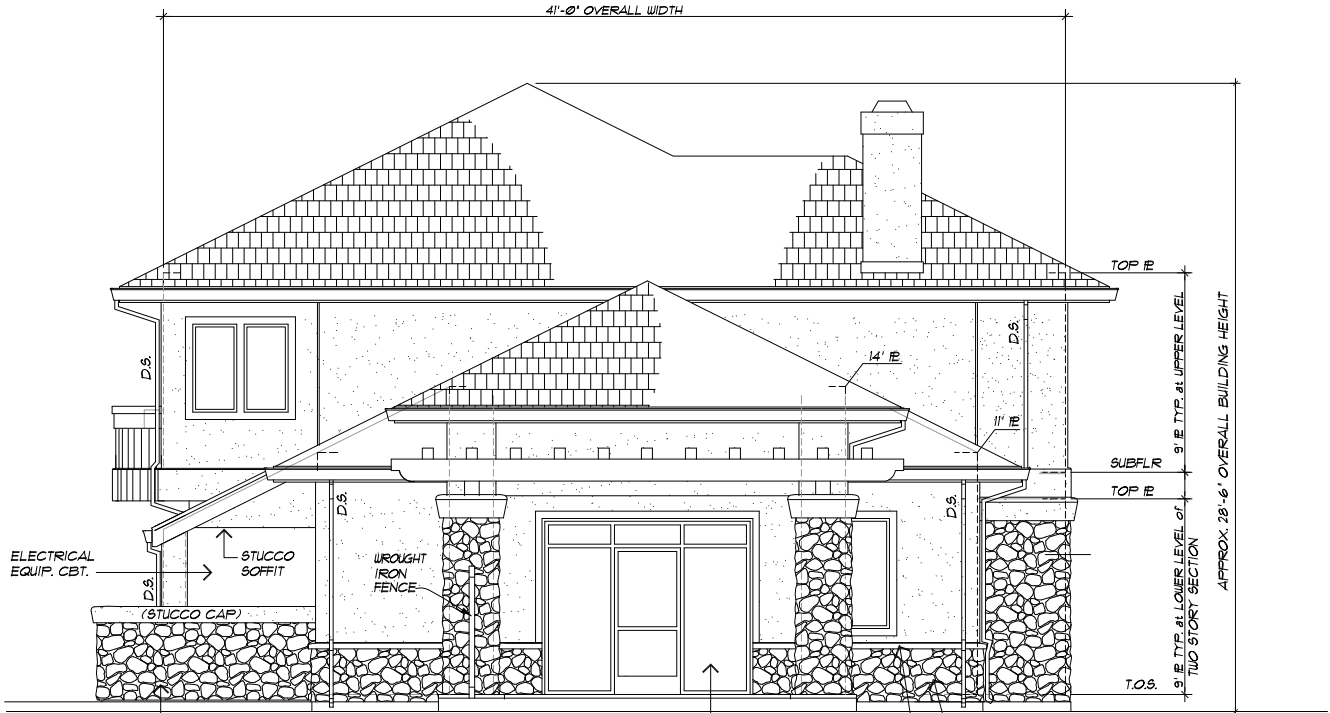 41'-0" OVERALL WIDTH
TOP PL
14' PL
11' PL
D.S.
D.S.
SUBFLR
TOP PL
9' PL TYP. at UPPER LEVEL
APPROX. 28'-6" OVERALL BUILDING HEIGHT
9' PL TYP. at LOWER LEVEL of
TWO STORY SECTION
D.S.
D.S.
ELECTRICAL
EQUIP. CBT.
STUCCO
SOFFIT
WROUGHT
IRON
FENCE
D.S.
(STUCCO CAP)
T.O.S.